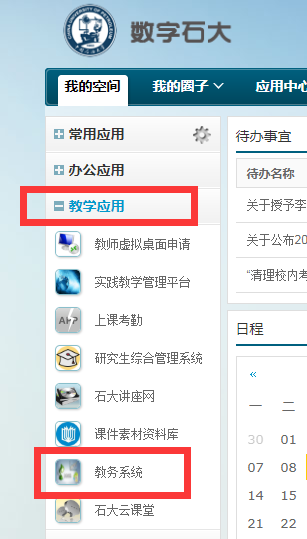 数字石大
我的空间 我的圈子 应用中心
常用应用
办公应用
教学应用
教师虚拟桌面申请
实践教学管理平台
上课考勤
研究生综合管理系统
石大讲座网
课件素材资料库
教务系统
石大云课堂
待办事宜
待办名称
关于授予李
关于公布20
“清理校内考
日程
«
一 二
30 01
07 08
14 15
21 22